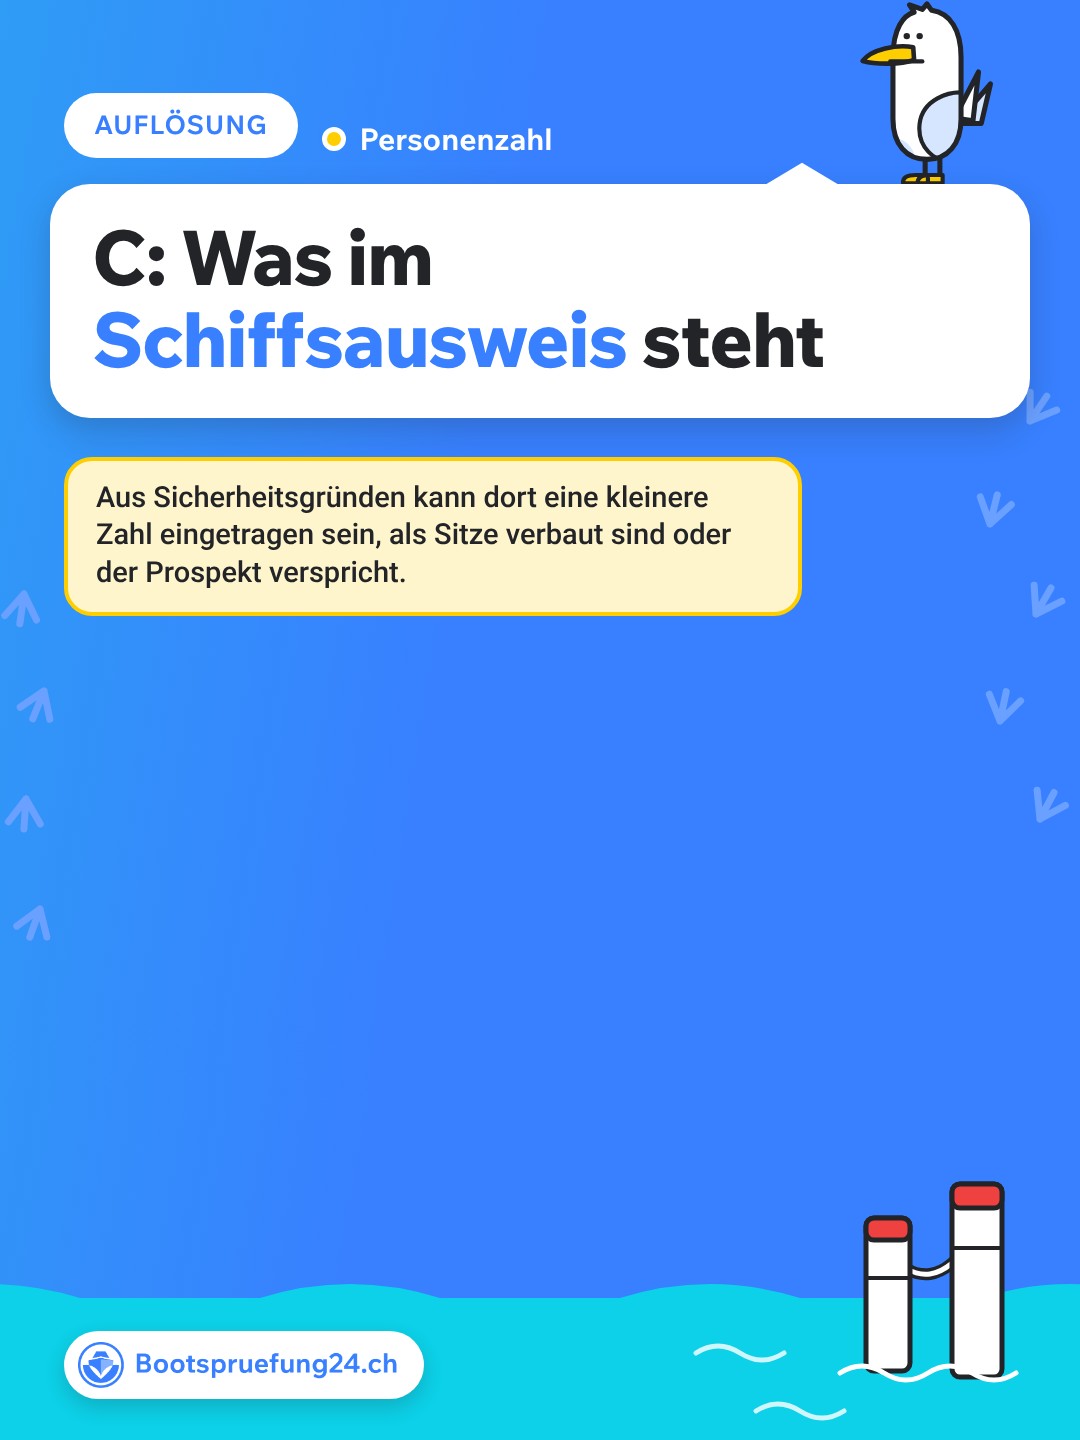 AUFLÖSUNG
Personenzahl
C: Was im
Schiffsausweis steht
Aus Sicherheitsgründen kann dort eine kleinere
Zahl eingetragen sein, als Sitze verbaut sind oder
der Prospekt verspricht.
Bootspruefung24.ch